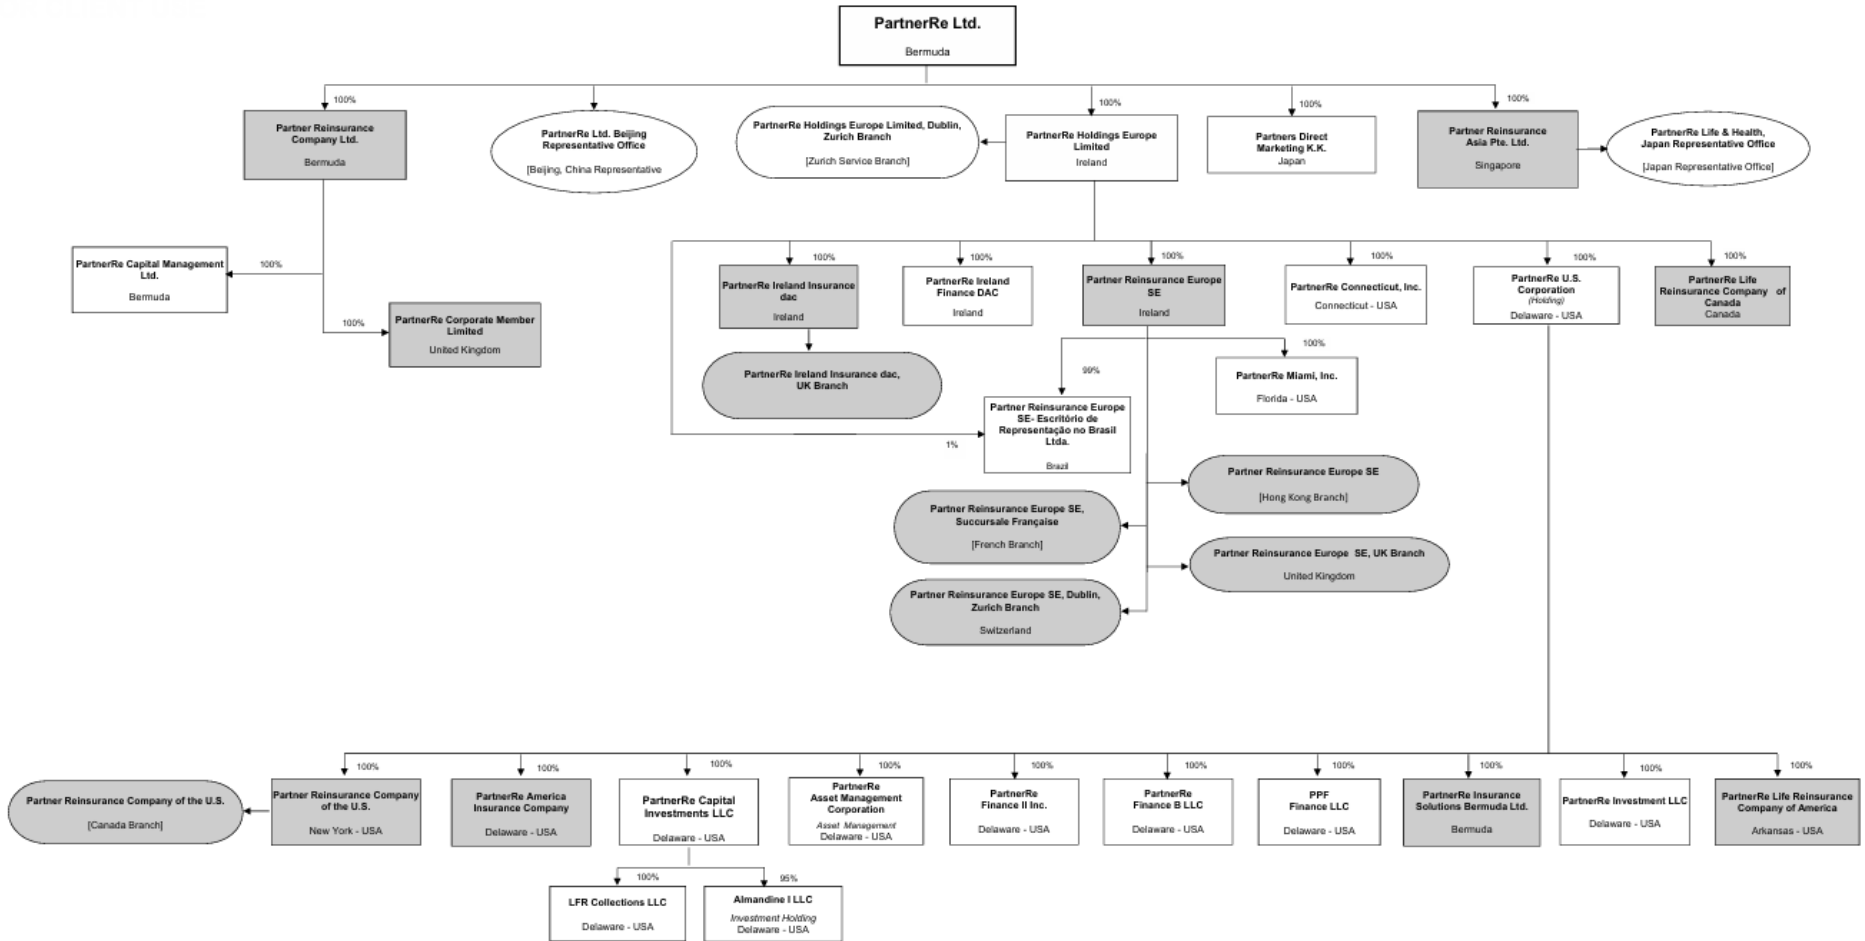 PartnerRe Ltd.
Bermuda
100%
Partner Reinsurance
Company Ltd.
Bermuda
PartnerRe Ltd. Beijing
Representative Office
[Beijing, China Representative
PartnerRe Holdings Europe Limited, Dublin,
Zurich Branch
[Zurich Service Branch]
100%
PartnerRe Holdings Europe
Limited
Ireland
100%
Partners Direct
Marketing K.K.
Japan
100%
Partner Reinsurance
Asia Pte. Ltd.
Singapore
PartnerRe Life & Health,
Japan Representative Office
[Japan Representative Office]
PartnerRe Capital Management
Ltd.
Bermuda
100%
100%
PartnerRe Corporate Member
Limited
United Kingdom
100%
PartnerRe Ireland Insurance
dac
Ireland
100%
PartnerRe Ireland
Finance DAC
Ireland
100%
Partner Reinsurance Europe
SE
Ireland
100%
PartnerRe Connecticut, Inc.
Connecticut - USA
100%
PartnerRe U.S.
Corporation
(Holding)
Delaware - USA
100%
PartnerRe Life
Reinsurance Company of
Canada
Canada
PartnerRe Ireland Insurance dac,
UK Branch
99%
100%
PartnerRe Miami, Inc.
Florida - USA
1%
Partner Reinsurance Europe
SE- Escritório de
Representação no Brasil
Ltda.
Brazil
Partner Reinsurance Europe SE
[Hong Kong Branch]
Partner Reinsurance Europe SE,
Succursale Française
[French Branch]
Partner Reinsurance Europe SE, UK Branch
United Kingdom
Partner Reinsurance Europe SE, Dublin,
Zurich Branch
Switzerland
Partner Reinsurance Company of the U.S.
[Canada Branch]
100%
Partner Reinsurance Company
of the U.S.
New York - USA
100%
PartnerRe America
Insurance Company
Delaware - USA
100%
PartnerRe Capital
Investments LLC
Delaware - USA
100%
PartnerRe
Asset Management
Corporation
Asset Management
Delaware - USA
100%
PartnerRe
Finance II Inc.
Delaware - USA
100%
PartnerRe
Finance B LLC
Delaware - USA
100%
PPF
Finance LLC
Delaware - USA
100%
PartnerRe Insurance
Solutions Bermuda Ltd.
Bermuda
100%
PartnerRe Investment LLC
Delaware - USA
100%
PartnerRe Life Reinsurance
Company of America
Arkansas - USA
100%
LFR Collections LLC
Delaware - USA
95%
Almandine I LLC
Investment Holding
Delaware - USA